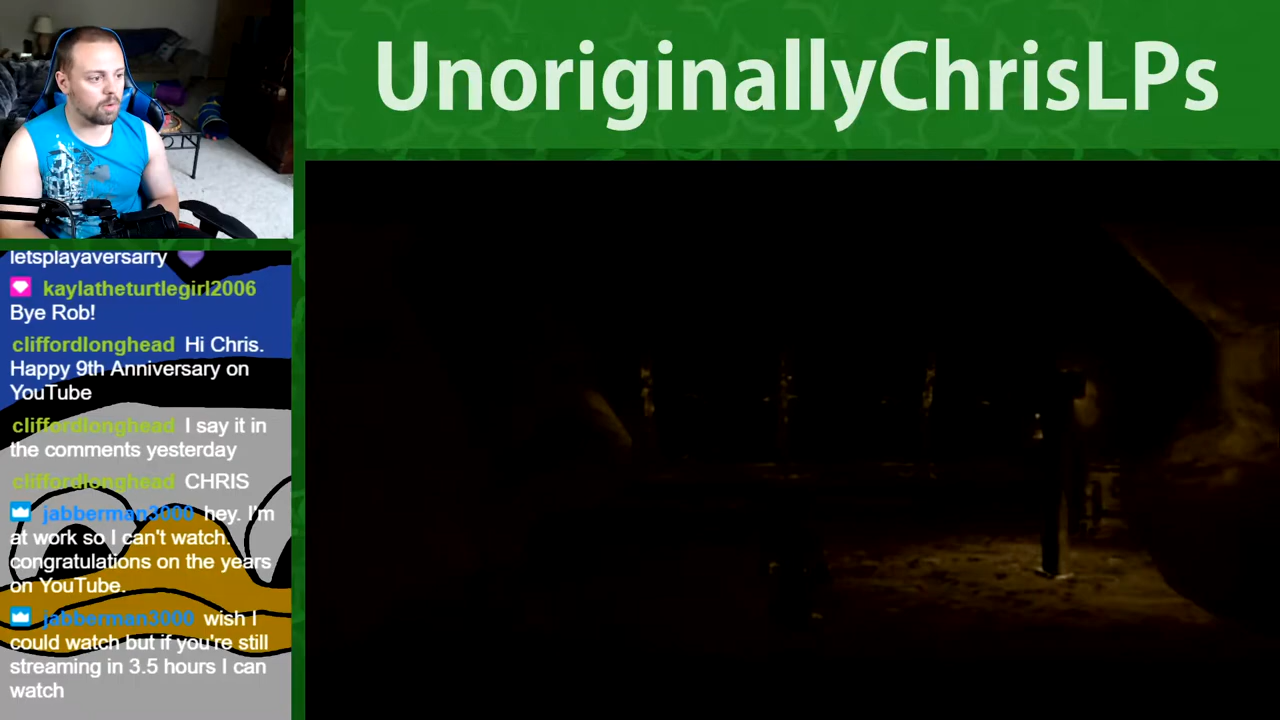 UnoriginallyChrisLPs
letsplayaversarry
kaylatheturtlegirl2006
Bye Rob!
cliffordlonghead Hi Chris.
Happy 9th Anniversary on
YouTube
cliffordlonghead I say it in
the comments yesterday
cliffordlonghead CHRIS
jabberman3000 hey. I'm
at work so I can't watch.
congratulations on the years
on YouTube.
jabberman3000 wish I
could watch but if you're still
streaming in 3.5 hours I can
watch